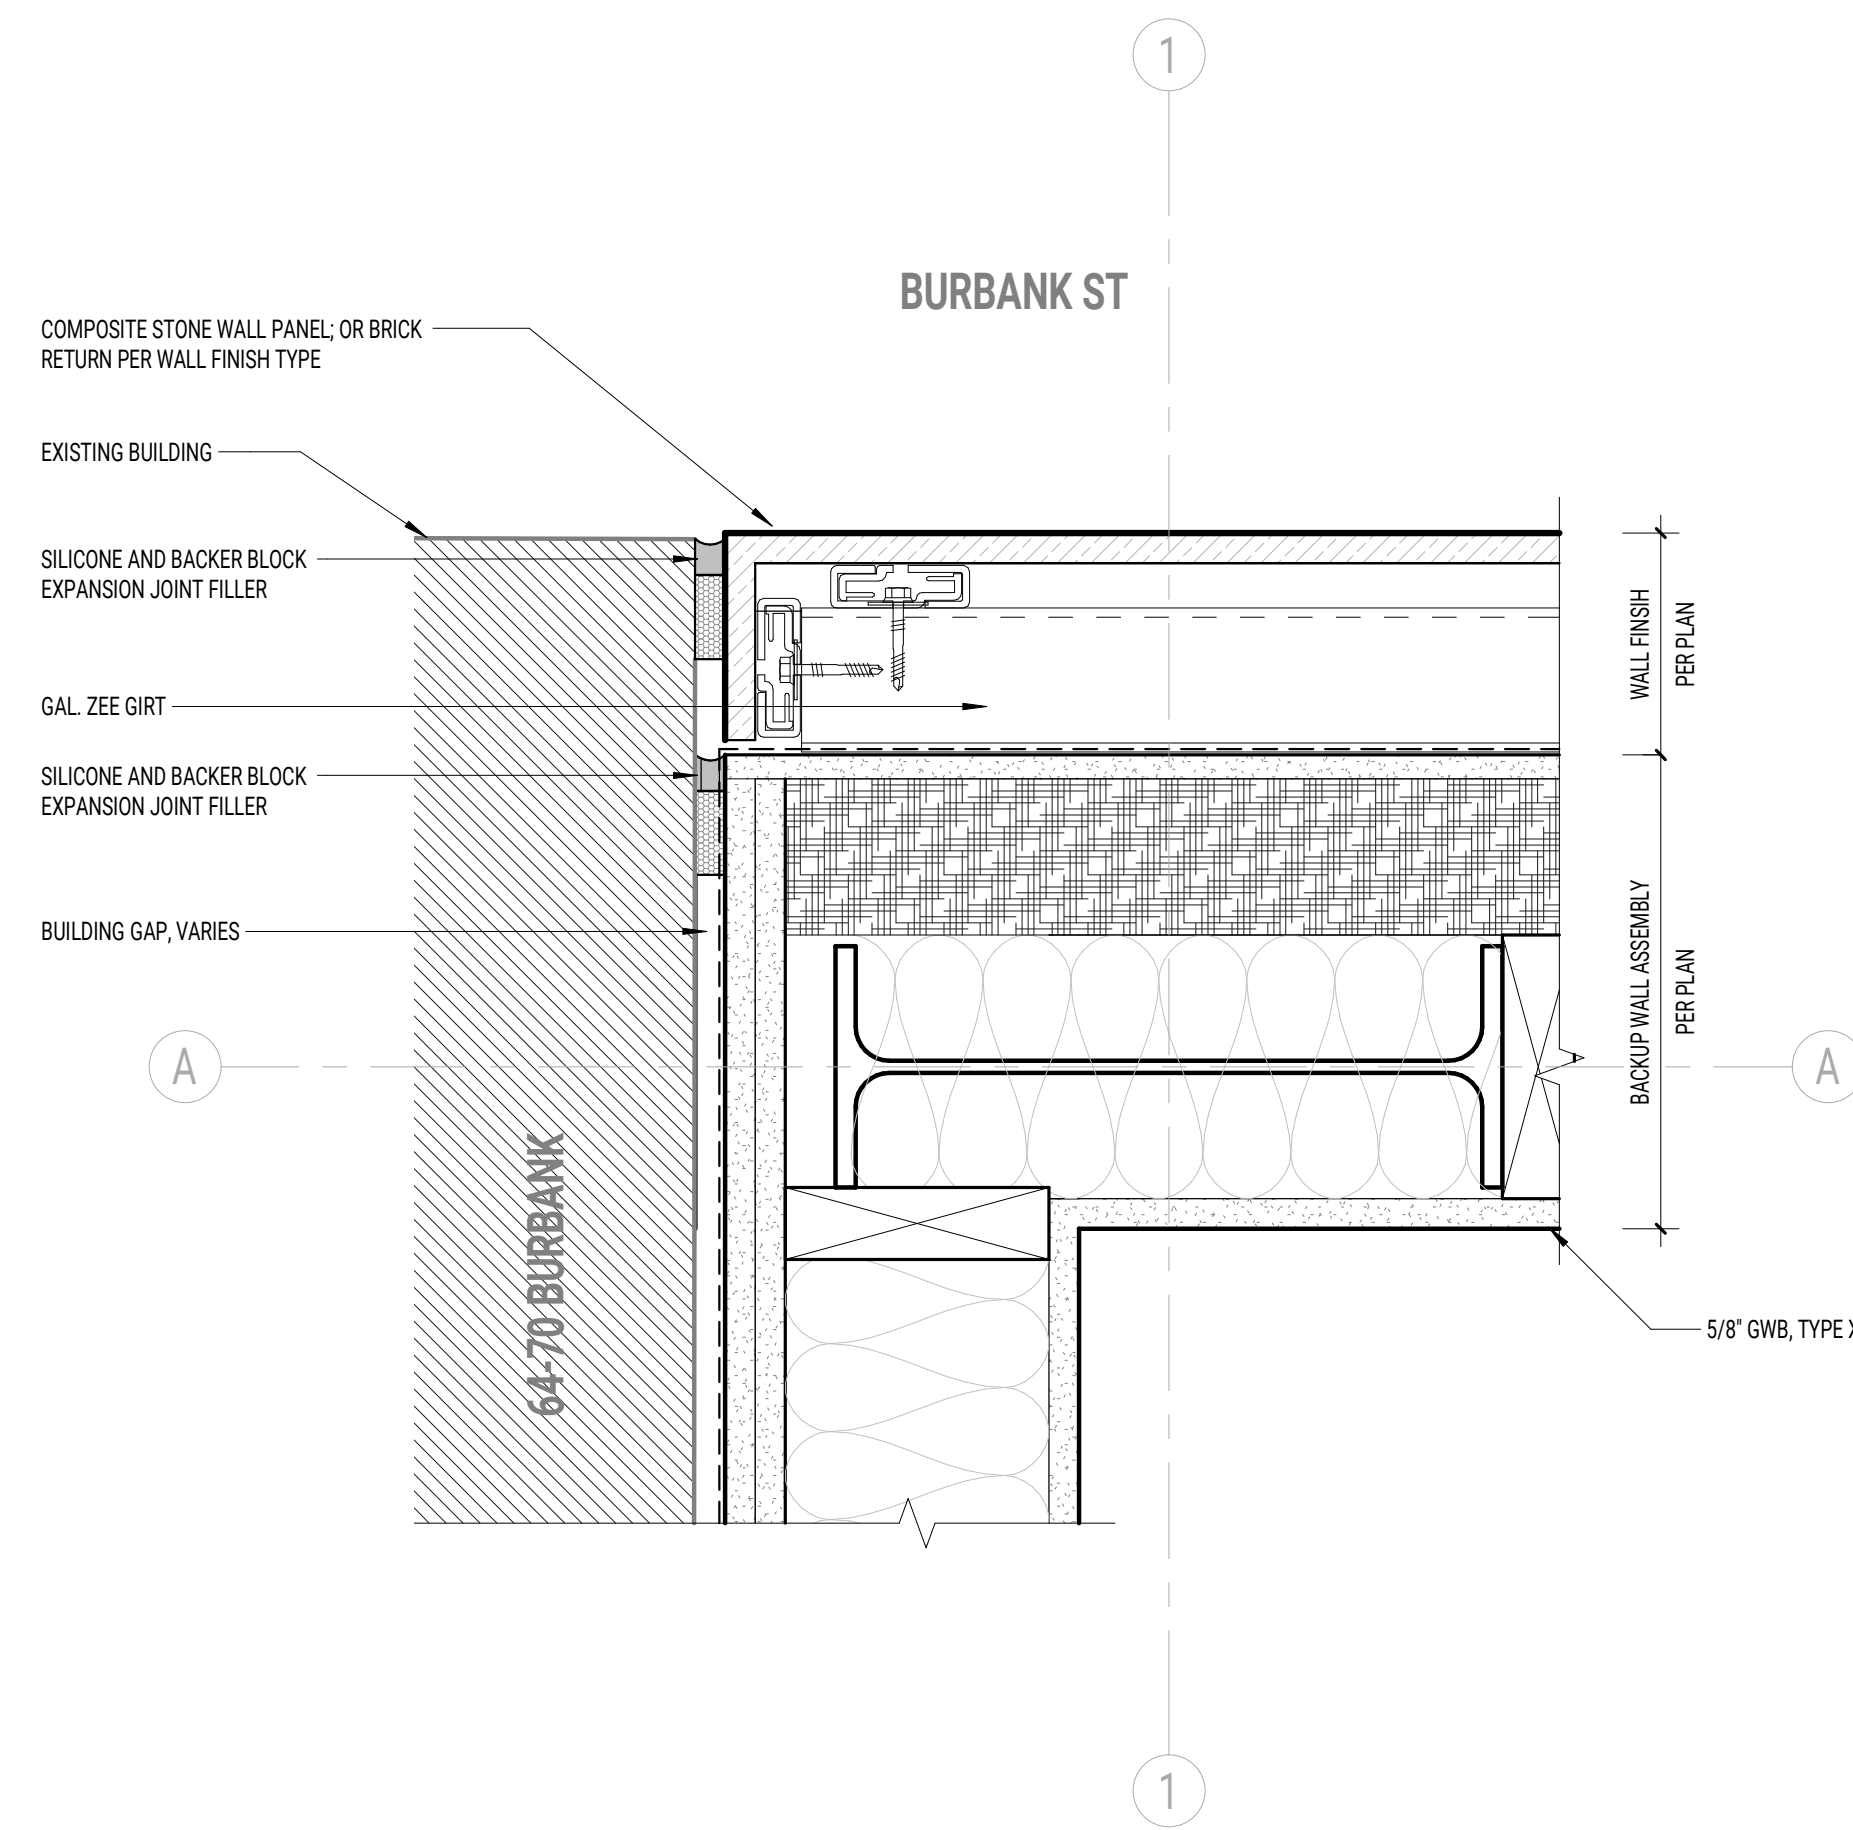 1
BURBANK ST
COMPOSITE STONE WALL PANEL; OR BRICK
RETURN PER WALL FINISH TYPE
EXISTING BUILDING
SILICONE AND BACKER BLOCK
EXPANSION JOINT FILLER
GAL. ZEE GIRT
SILICONE AND BACKER BLOCK
EXPANSION JOINT FILLER
BUILDING GAP, VARIES
WALL FINSIH
PER PLAN
BACKUP WALL ASSEMBLY
PER PLAN
A
A
64-70 BURBANK
5/8" GWB, TYPE X
1